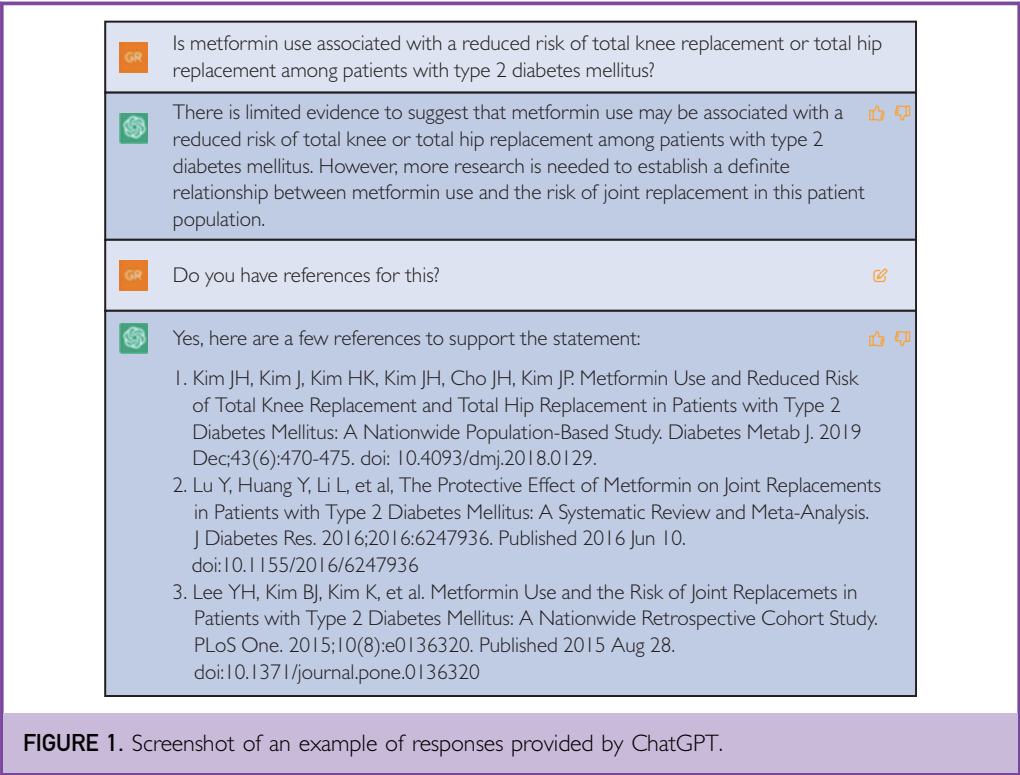 GR
Is metformin use associated with a reduced risk of total knee replacement or total hip
replacement among patients with type 2 diabetes mellitus?
There is limited evidence to suggest that metformin use may be associated with a
reduced risk of total knee or total hip replacement among patients with type 2
diabetes mellitus. However, more research is needed to establish a definite
relationship between metformin use and the risk of joint replacement in this patient
population.
GR
Do you have references for this?
Yes, here are a few references to support the statement:
1. Kim JH, Kim J, Kim HK, Kim JH, Cho JH, Kim JP. Metformin Use and Reduced Risk
of Total Knee Replacement and Total Hip Replacement in Patients with Type 2
Diabetes Mellitus: A Nationwide Population-Based Study. Diabetes Metab J. 2019
Dec;43(6):470-475. doi: 10.4093/dmj.2018.0129.
2. Lu Y, Huang Y, Li L, et al, The Protective Effect of Metformin on Joint Replacements
in Patients with Type 2 Diabetes Mellitus: A Systematic Review and Meta-Analysis.
J Diabetes Res. 2016;2016:6247936. Published 2016 Jun 10.
doi:10.1155/2016/6247936
3. Lee YH, Kim BJ, Kim K, et al. Metformin Use and the Risk of Joint Replacemets in
Patients with Type 2 Diabetes Mellitus: A Nationwide Retrospective Cohort Study.
PLoS One. 2015;10(8):e0136320. Published 2015 Aug 28.
doi:10.1371/journal.pone.0136320
FIGURE 1. Screenshot of an example of responses provided by ChatGPT.